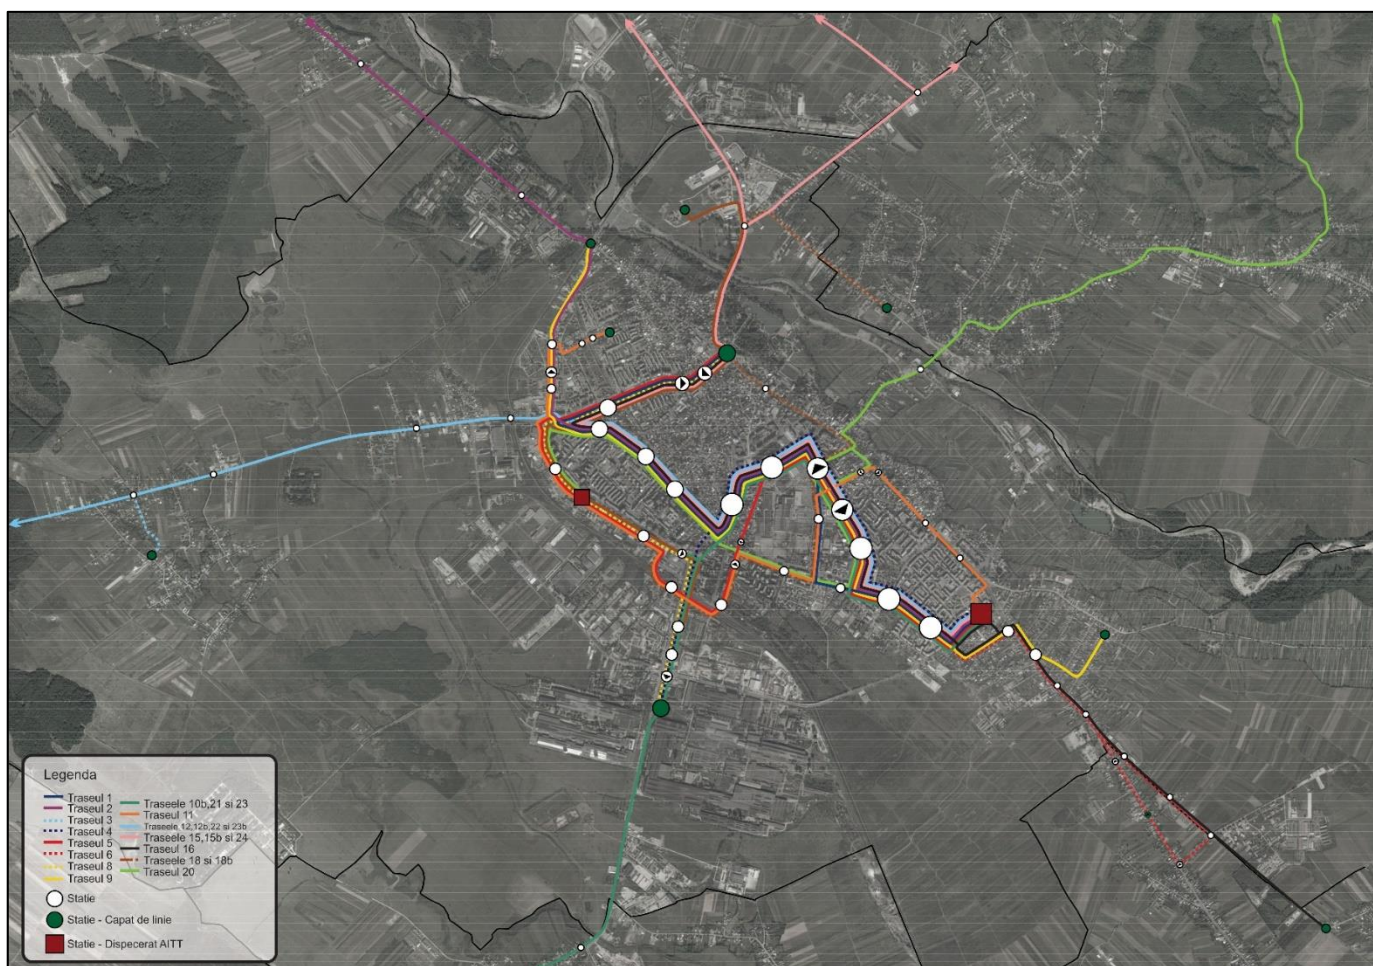 Legenda
Traseul 1
Traseul 2
Traseul 3
Traseul 4
Traseul 5
Traseul 6
Traseul 8
Traseul 9
Traseele 10b,21 si 23
Traseul 11
Traseele 12,12b,22 si 23b
Traseele 15,15b si 24
Traseul 16
Traseele 18 si 18b
Traseul 20
Statie
Statie - Capat de linie
Statie - Dispecerat AITT